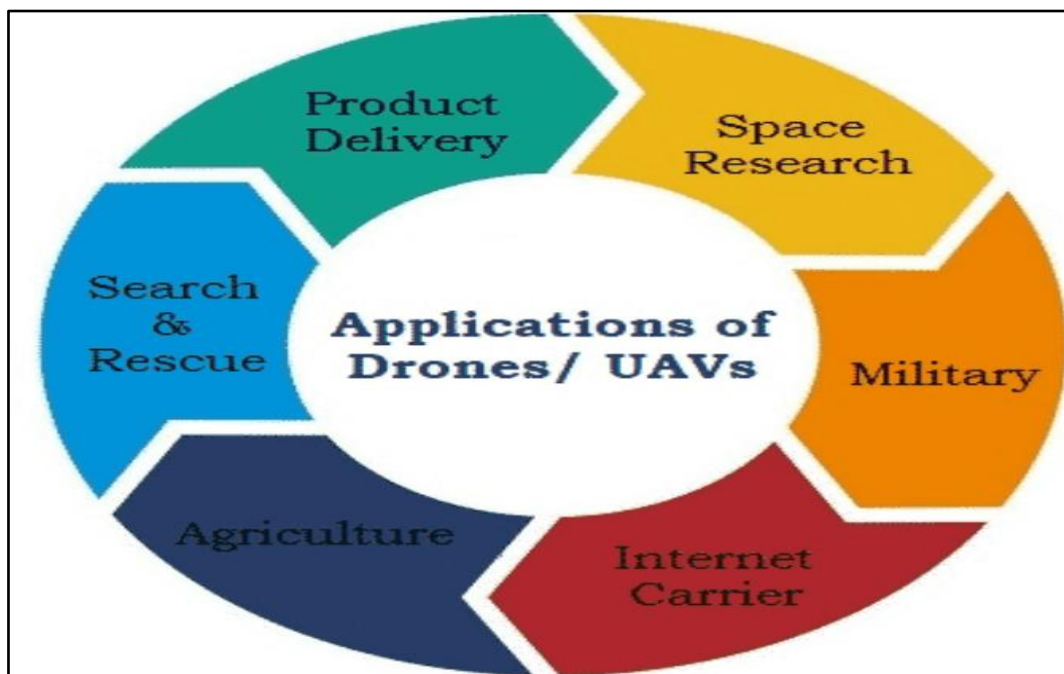 Product
Delivery
Space
Research
Search
&
Rescue
Applications of
Drones/ UAVs
Military
Agriculture
Internet
Carrier